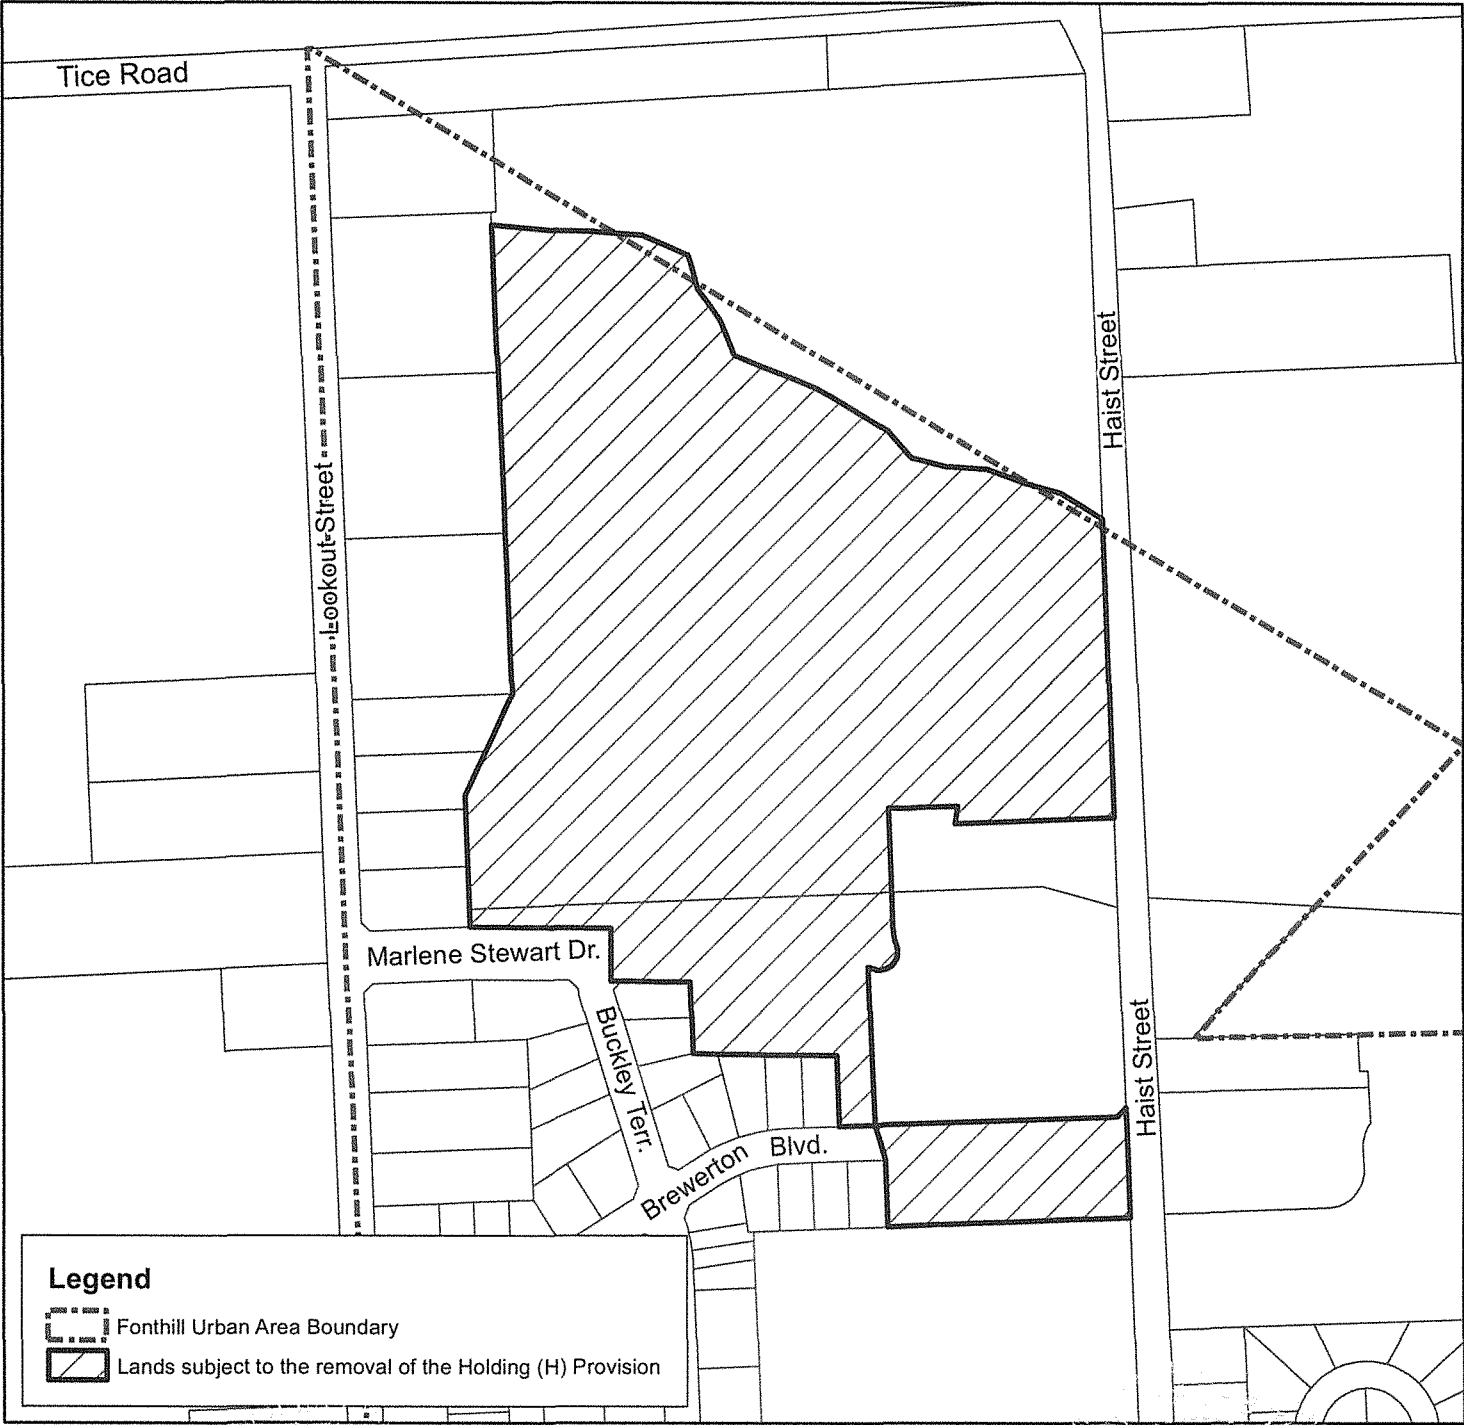 Tice Road
Haist Street
Lookout Street
Marlene Stewart Dr.
Buckley Terr.
Haist Street
Brewerton Blvd.
Legend
Fonthill Urban Area Boundary
Lands subject to the removal of the Holding (H) Provision